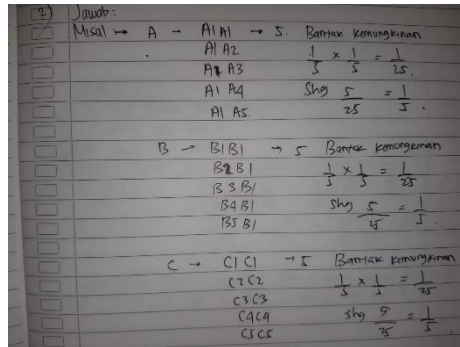 2) Jawab:
Misal → A → A1 A1 → 5. Bantak kemungkinan
A1 A2 1/5 x 1/5 = 1/25.
A1 A3
A1 A4 Shg 5/25 = 1/5.
A1 A5.
B → B1 B1 → 5 Bantak kemungkinan
B2 B1 1/5 x 1/5 = 1/25
B3 B1
B4 B1 shg 5/25 = 1/5.
B5 B1
C → C1 C1 → 5 Bantak kemungkinan
C2 C2 1/5 x 1/5 = 1/25
C3 C3
C4 C4 shg 5/25 = 1/5
C5 C5